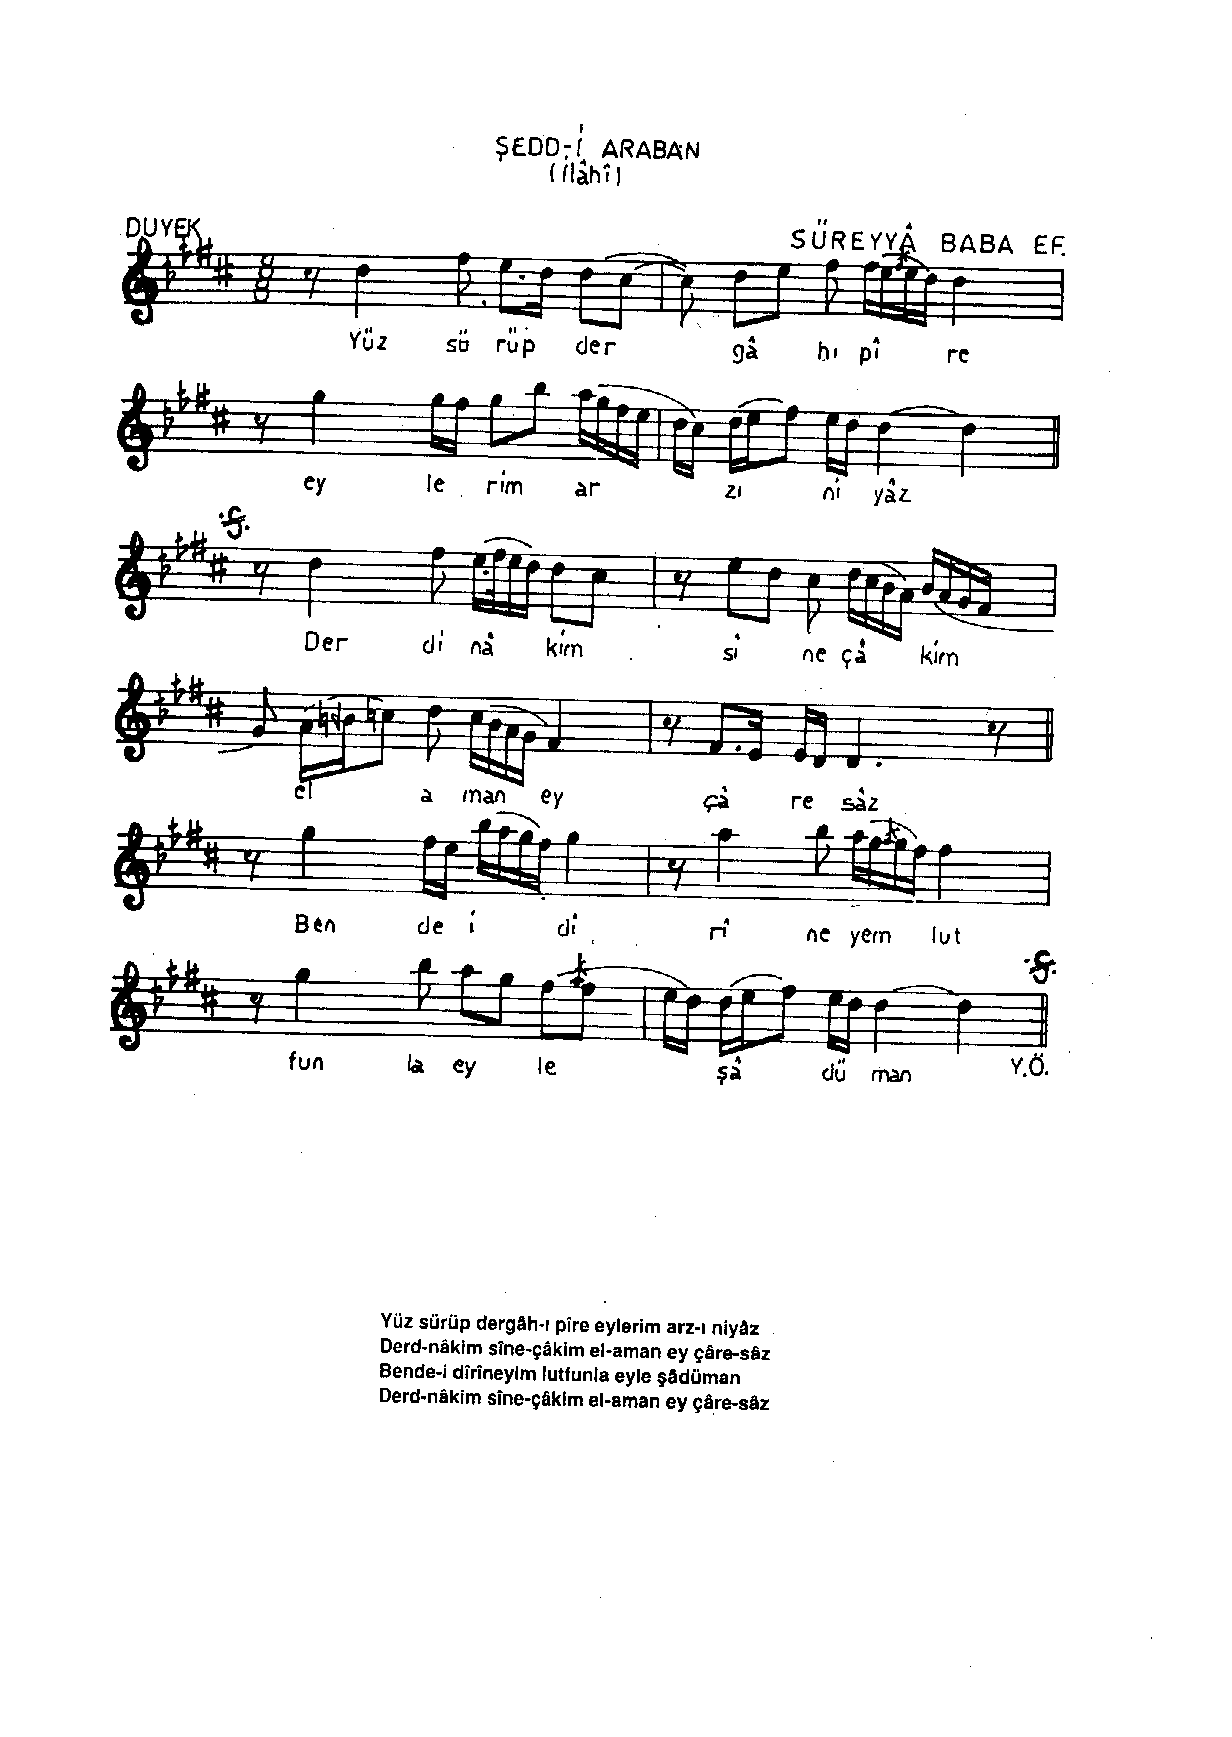 ŞEDD-İ ARABAN
(İlâhî)
DUYEK
SÜREYYÂ BABA EF.
8
8
Yüz sü rüp der gâ hı pî re
ey le rim ar zı ni yâz
Der di nâ kim si ne çâ kim
el a man ey çâ re sâz
Ben de i di rî ne yem lut
fun la ey le şâ dü man Y.Ö.
Yüz sürüp dergâh-ı pîre eylerim arz-ı niyâz
Derd-nâkim sîne-çâkim el-aman ey çâre-sâz
Bende-i dîrîneyim lutfunla eyle şâdüman
Derd-nâkim sîne-çâkim el-aman ey çâre-sâz